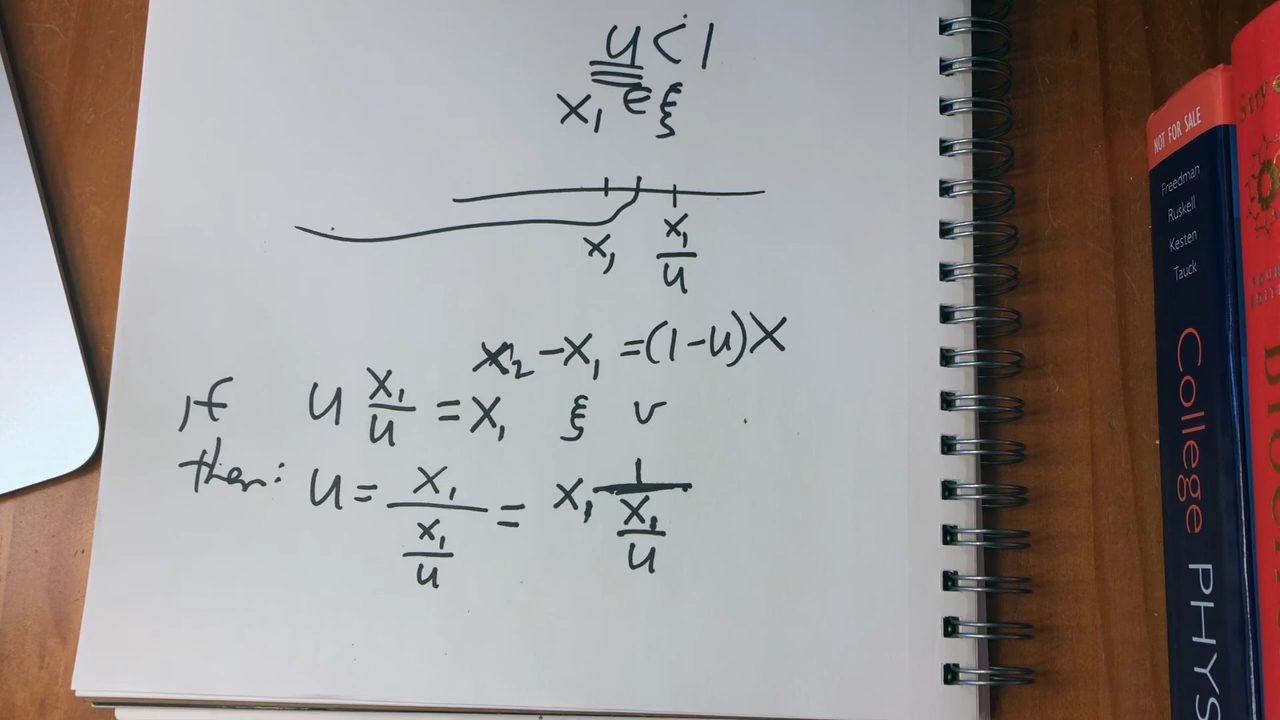 u < 1
x₁ ∈ ξ
x₁ x₁/u
x₂ - x₁ = (1-u)x
if u x₁/u = x₁ ξ v
then: u = x₁/(x₁/u) = x₁ 1/(x₁/u)
NOT FOR SALE
Freedman
Ruskell
Kesten
Tauck
College PHYS